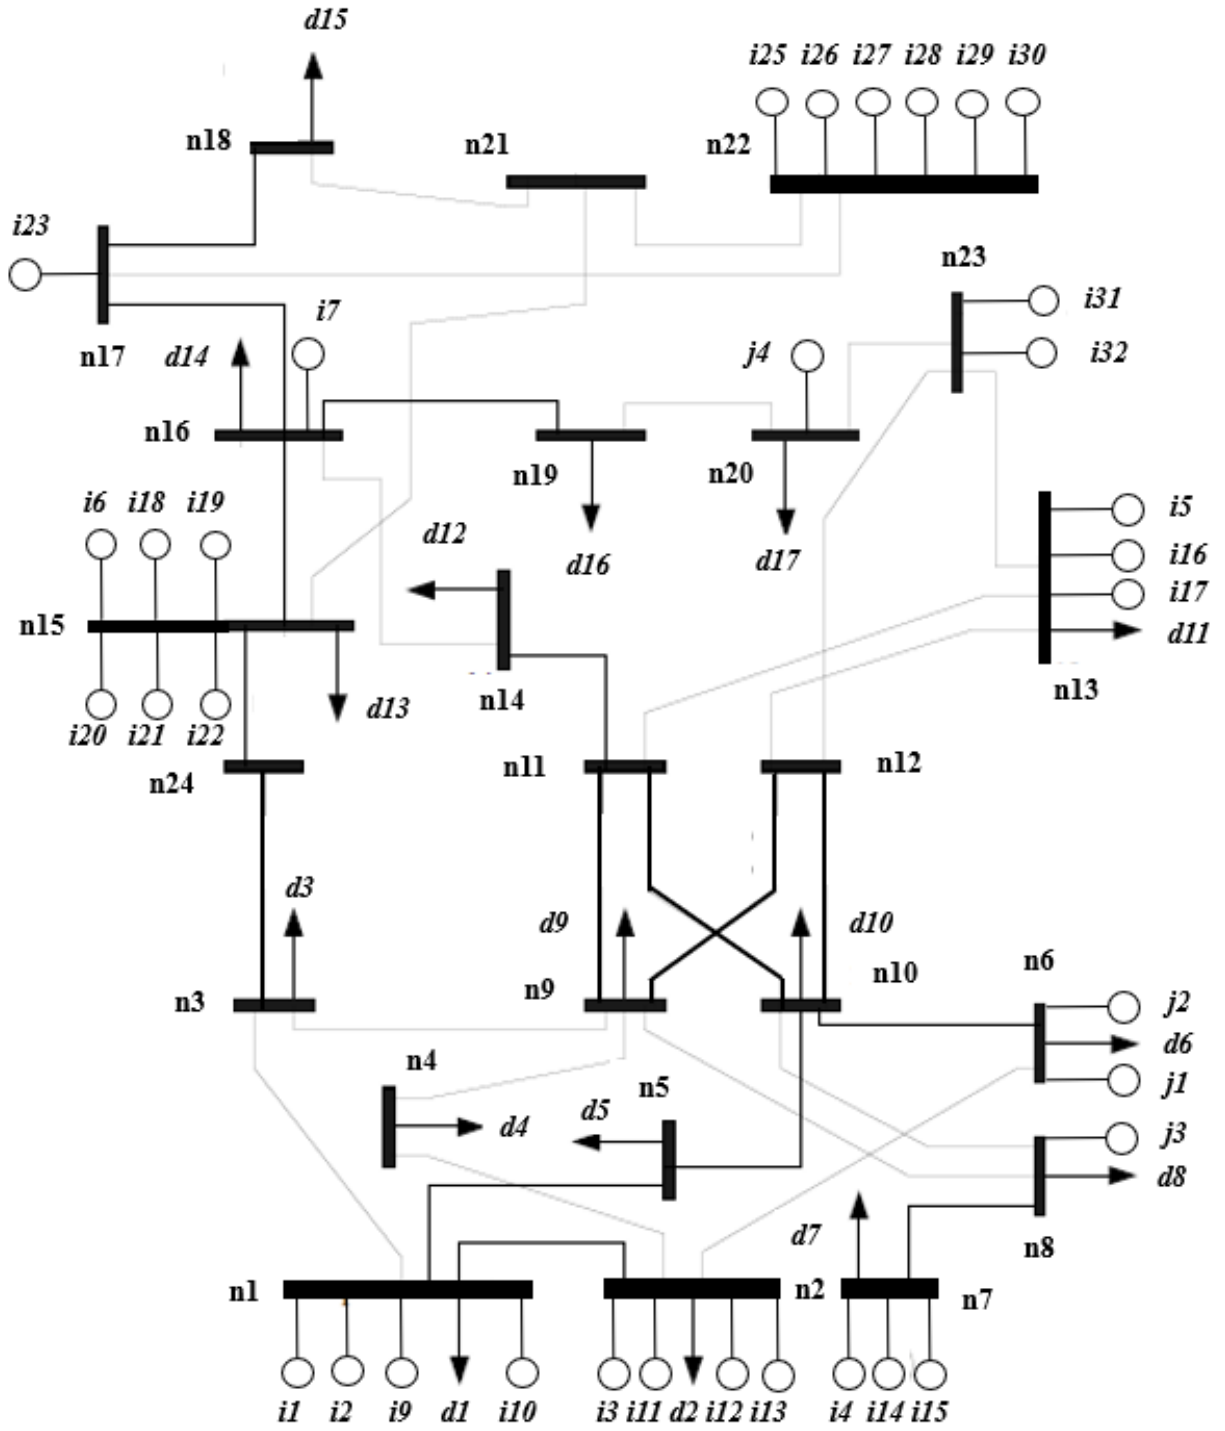 d15
i25 i26 i27 i28 i29 i30
n18
n21
n22
i23
n23
i7
i31
n17
d14
j4
i32
n16
n19
n20
i6 i18 i19
i5
d12
i16
d16
d17
i17
n15
d11
n14
n13
d13
i20 i21 i22
n24
n11
n12
d3
d9
d10
n3
n9
n10
n6
j2
n4
d6
n5
j1
d5
d4
j3
d8
d7
n8
n1
n2
n7
i1 i2 i9 d1 i10
i3 i11 d2 i12 i13
i4 i14 i15